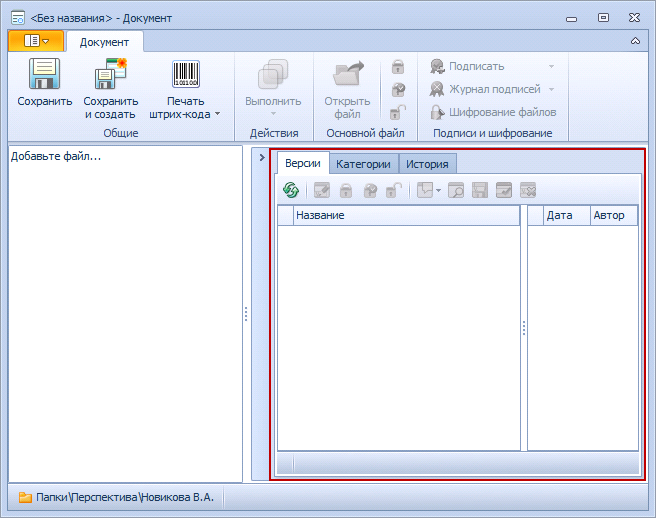 <Без названия> - Документ
Документ
Сохранить
Сохранить
и создать
Печать
штрих-кода
Общие
Выполнить
Действия
Открыть
файл
Основной файл
Подписать
Журнал подписей
Шифрование файлов
Подписи и шифрование
Добавьте файл...
Версии Категории История
Название Дата Автор
Папки\Перспектива\Новикова В.А.